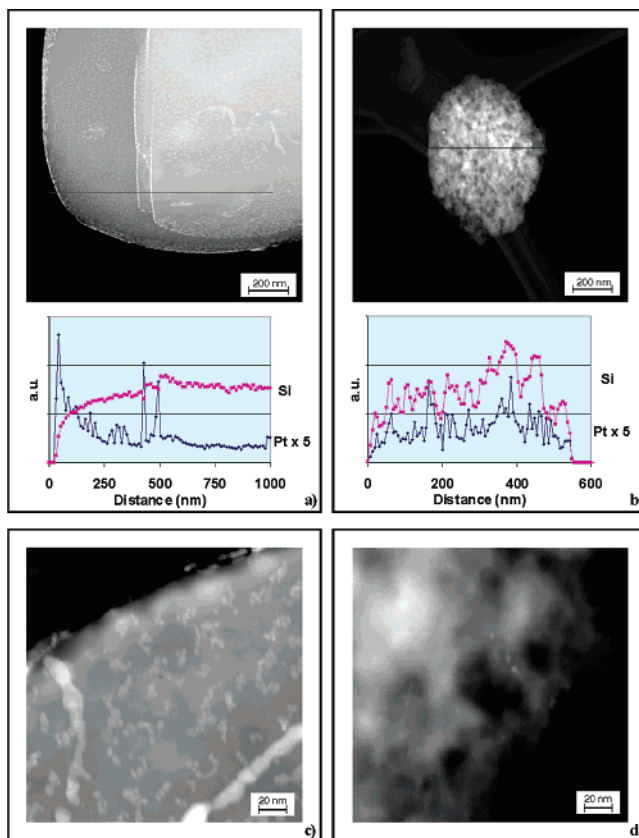 200 nm
a.u.
Si
Pt x 5
0
250
500
750
1000
Distance (nm)
a)
200 nm
a.u.
Si
Pt x 5
0
200
400
600
Distance (nm)
b
20 nm
c)
20 nm
d